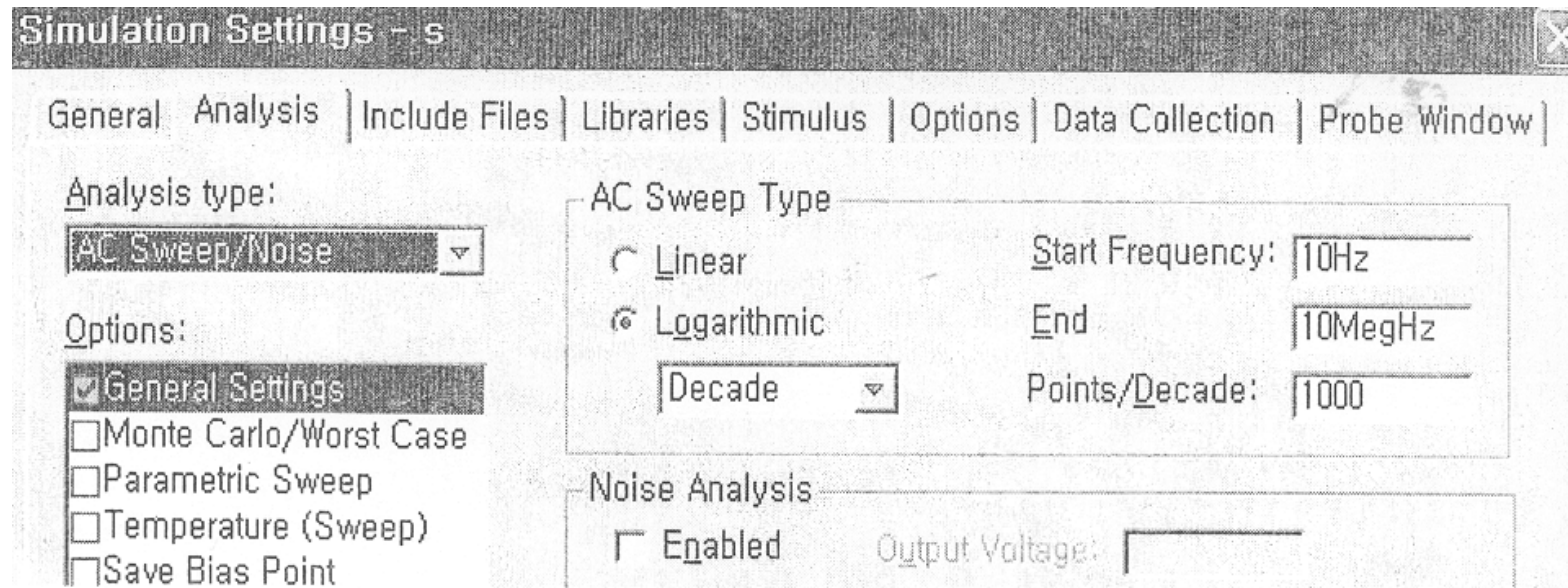 Simulation Settings - s
General Analysis Include Files Libraries Stimulus Options Data Collection Probe Window
Analysis type:
AC Sweep/Noise
Options:
General Settings
Monte Carlo/Worst Case
Parametric Sweep
Temperature (Sweep)
Save Bias Point
AC Sweep Type
Linear
Logarithmic
Decade
Start Frequency: 10Hz
End 10MegHz
Points/Decade: 1000
Noise Analysis
Enabled
Output Voltage: